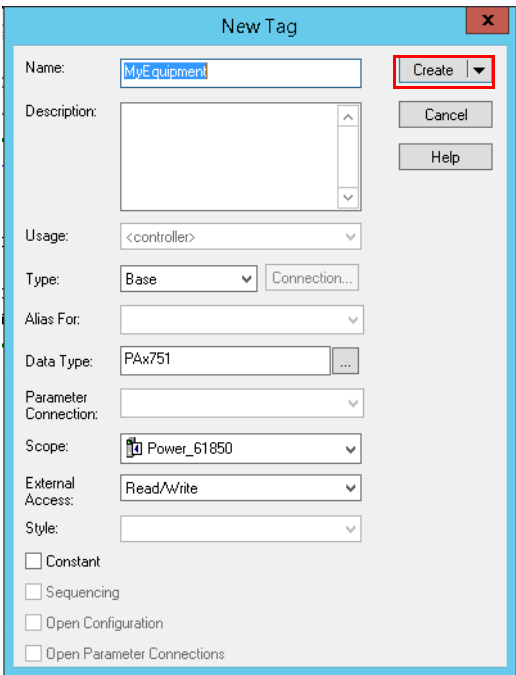 New Tag
x
Name:
MyEquipment
Create
Description:
Cancel
Help
Usage:
<controller>
Type:
Base
Connection...
Alias For:
Data Type:
PAx751
...
Parameter
Connection:
Scope:
Power_61850
External
Access:
Read/Write
Style:
Constant
Sequencing
Open Configuration
Open Parameter Connections